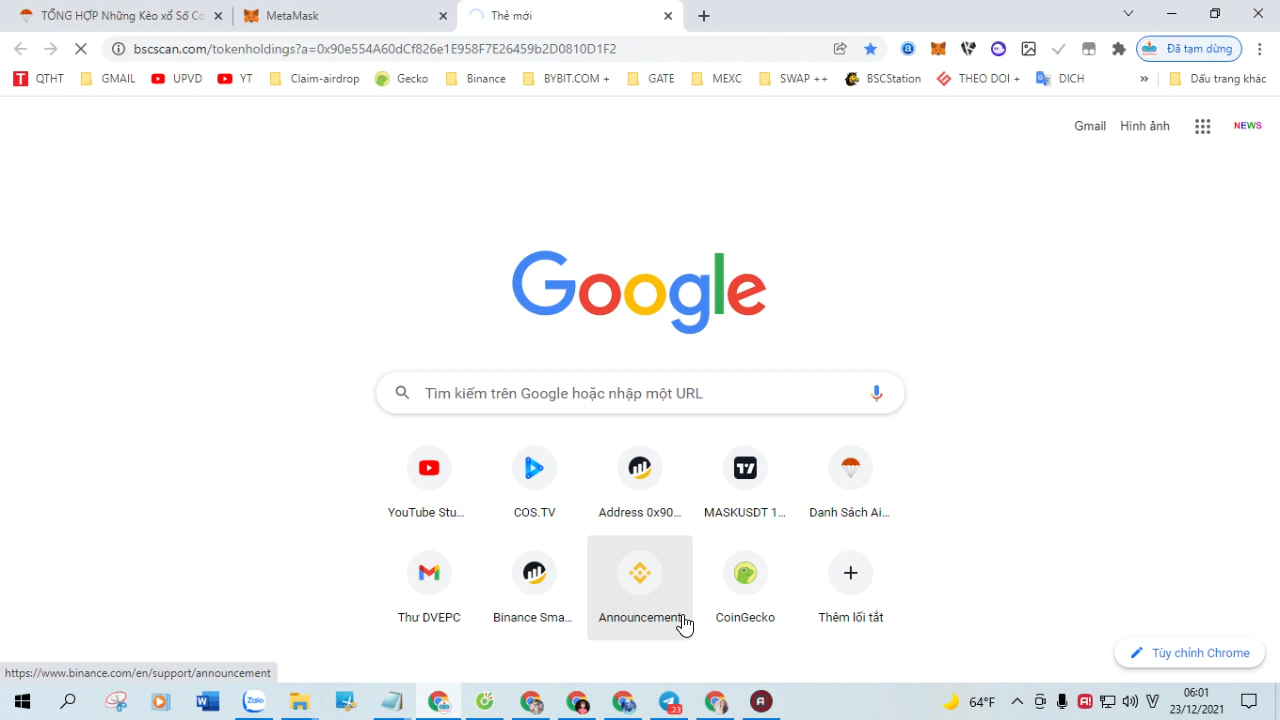 TỔNG HỢP Những Kèo xổ Số Có
MetaMask
Thẻ mới
bscscan.com/tokenholdings?a=0x90e554A60dCf826e1E958F7E26459b2D0810D1F2
Đã tạm dừng
QTHT
GMAIL
UPVD
YT
Claim-airdrop
Gecko
Binance
BYBIT.COM +
GATE
MEXC
SWAP ++
BSCStation
THEO DOI +
DICH
»
Dấu trang khác
Gmail
Hình ảnh
NEWS
Google
Tìm kiếm trên Google hoặc nhập một URL
YouTube Stu...
COS.TV
Address 0x90...
MASKUSDT 1...
Danh Sách Ai...
Thư DVEPC
Binance Sma...
Announcement
CoinGecko
Thêm lối tắt
Tùy chỉnh Chrome
https://www.binance.com/en/support/announcement
Zalo
23
64°F
06:01
23/12/2021